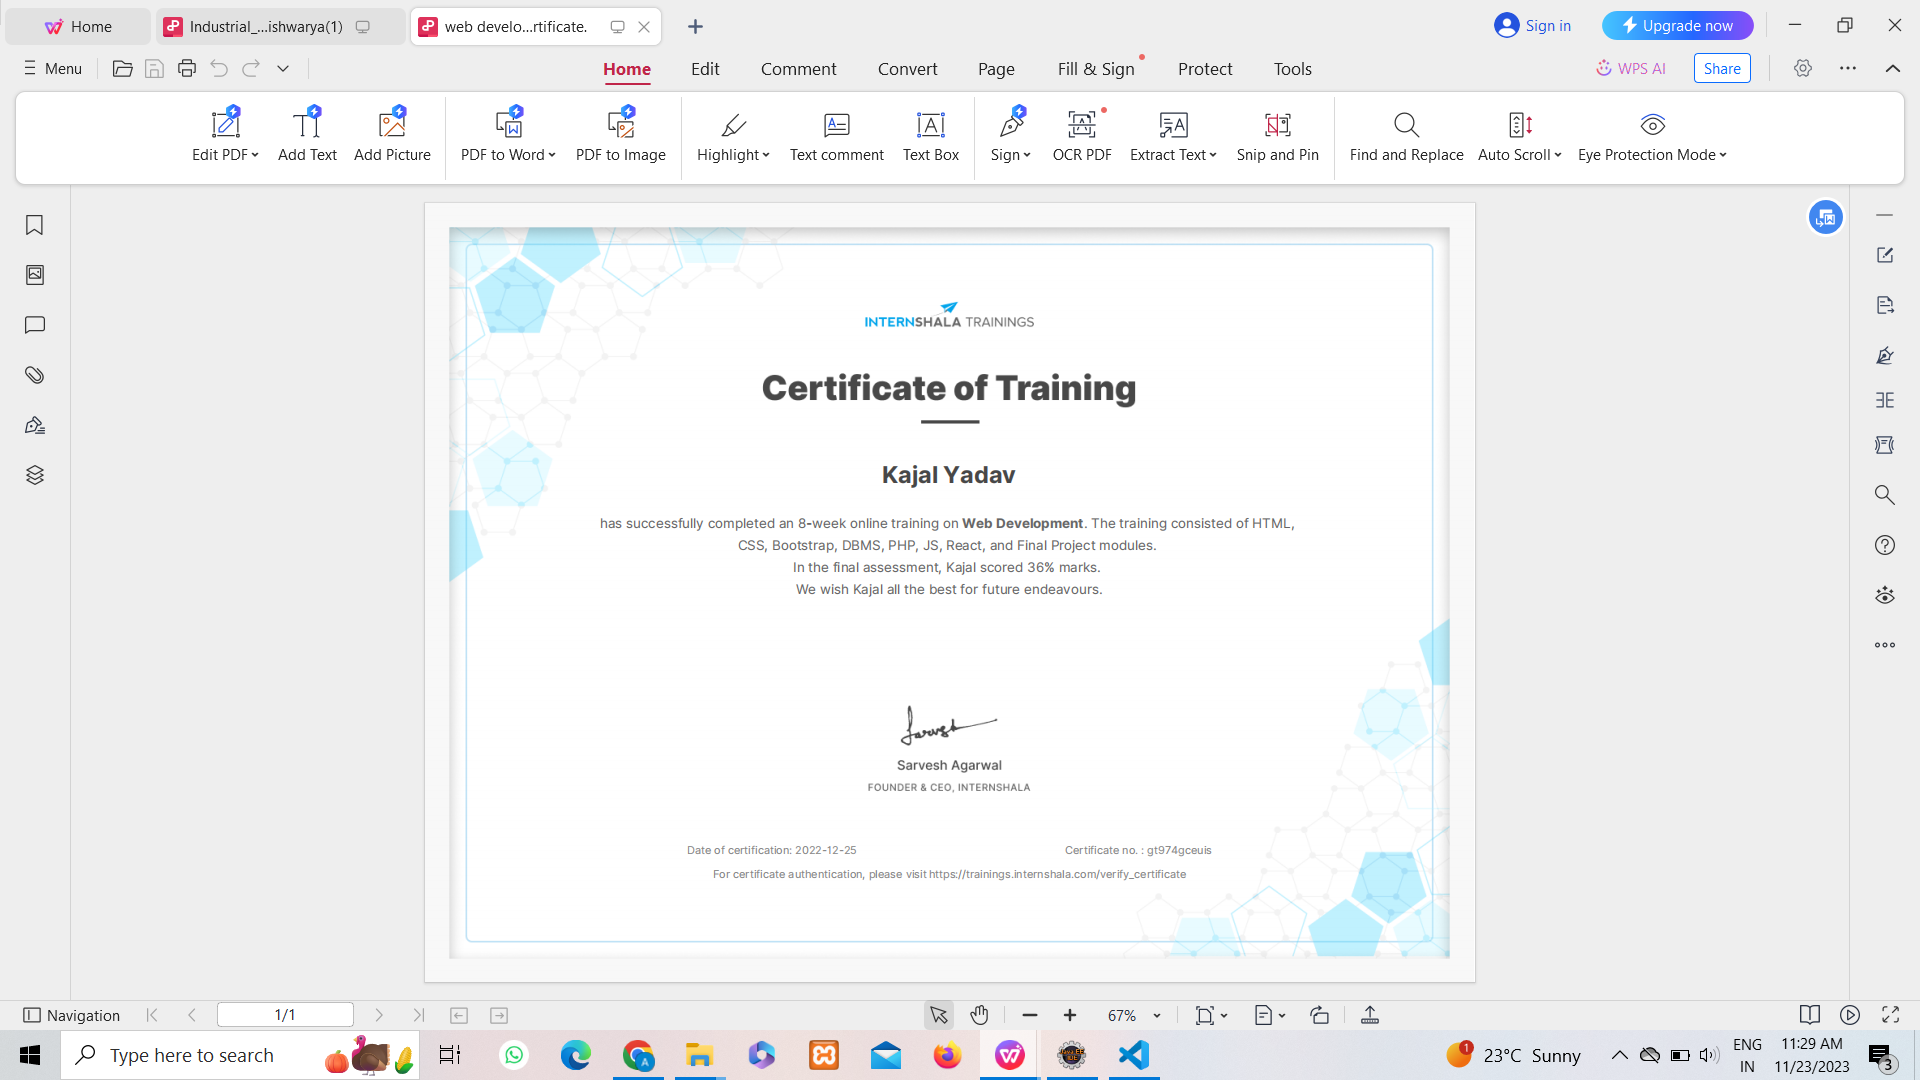 Home
Industrial_...ishwarya(1)
web develo...rtificate.
Sign in
Upgrade now
Menu
Home
Edit
Comment
Convert
Page
Fill & Sign
Protect
Tools
WPS AI
Share
Edit PDF
Add Text
Add Picture
PDF to Word
PDF to Image
Highlight
Text comment
Text Box
Sign
OCR PDF
Extract Text
Snip and Pin
Find and Replace
Auto Scroll
Eye Protection Mode
INTERNSHALA TRAININGS
Certificate of Training
Kajal Yadav
has successfully completed an 8-week online training on Web Development. The training consisted of HTML,
CSS, Bootstrap, DBMS, PHP, JS, React, and Final Project modules.
In the final assessment, Kajal scored 36% marks.
We wish Kajal all the best for future endeavours.
Sarvesh
Sarvesh Agarwal
FOUNDER & CEO, INTERNSHALA
Date of certification: 2022-12-25
Certificate no. : gt974gceuis
For certificate authentication, please visit https://trainings.internshala.com/verify_certificate
Navigation
1/1
67%
Type here to search
1
23°C Sunny
ENG
IN
11:29 AM
11/23/2023
3